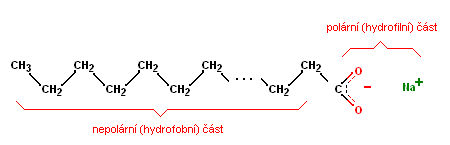 polární (hydrofilní) část
CH3 CH2 CH2 CH2 CH2
O
CH2 CH2 CH2 CH2 C − Na+
O
nepolární (hydrofobní) část